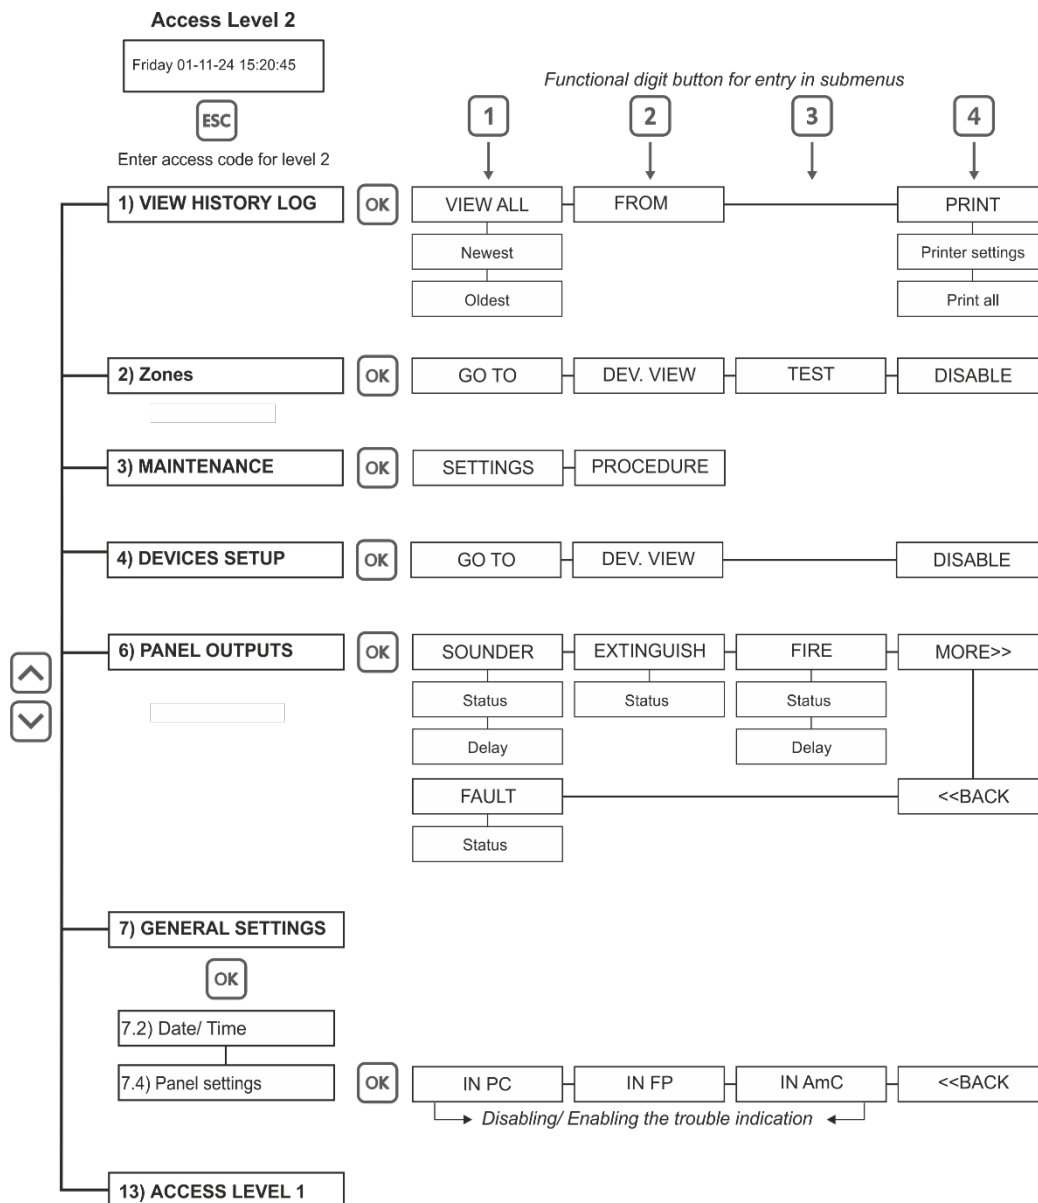 Access Level 2
Friday 01-11-24 15:20:45
ESC
Enter access code for level 2
Functional digit button for entry in submenus
1 2 3 4
1) VIEW HISTORY LOG OK VIEW ALL FROM PRINT
Newest Printer settings
Oldest Print all
2) Zones OK GO TO DEV. VIEW TEST DISABLE
3) MAINTENANCE OK SETTINGS PROCEDURE
4) DEVICES SETUP OK GO TO DEV. VIEW DISABLE
6) PANEL OUTPUTS OK SOUNDER EXTINGUISH FIRE MORE>>
Status Status Status
Delay Delay
FAULT <<BACK
Status
7) GENERAL SETTINGS
OK
7.2) Date/ Time
7.4) Panel settings OK IN PC IN FP IN AmC <<BACK
Disabling/ Enabling the trouble indication
13) ACCESS LEVEL 1